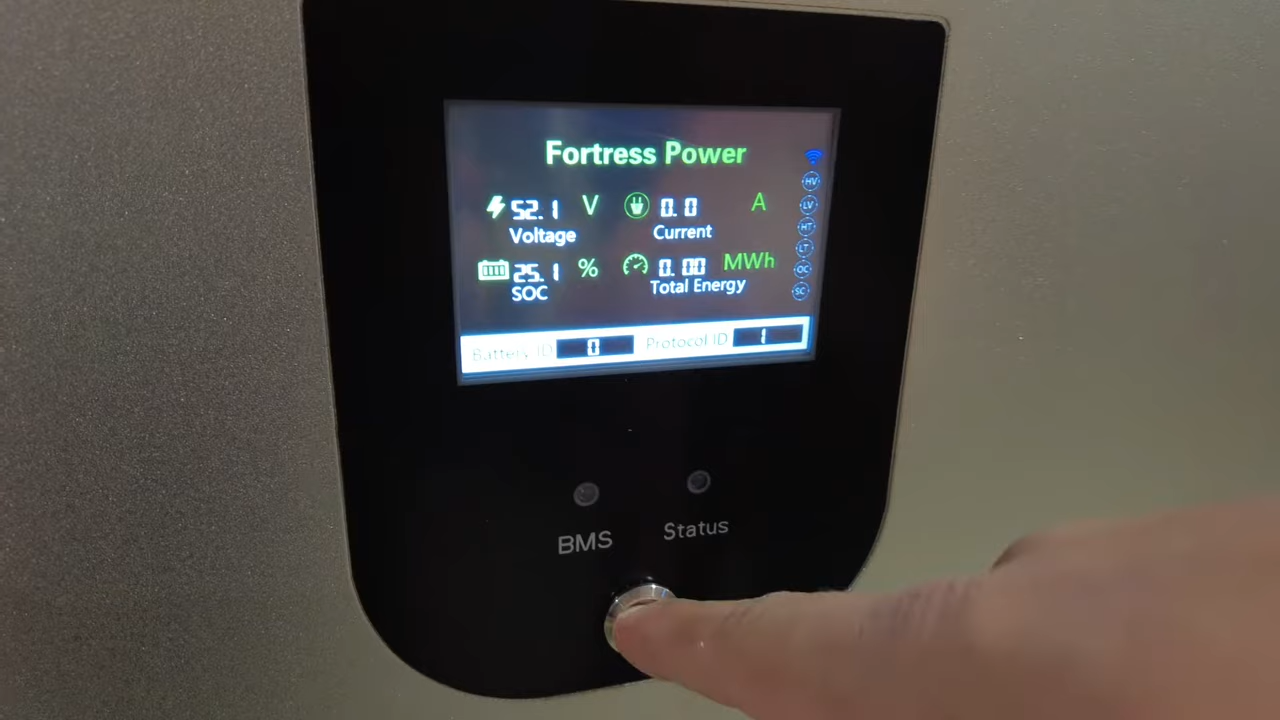 Fortress Power
52.1 V 0.0 A
Voltage Current
HV
LV
HT
25.1 % 0.00 MWh
LT
SOC Total Energy
OC
SC
Battery ID 0 Protocol ID 1
BMS Status